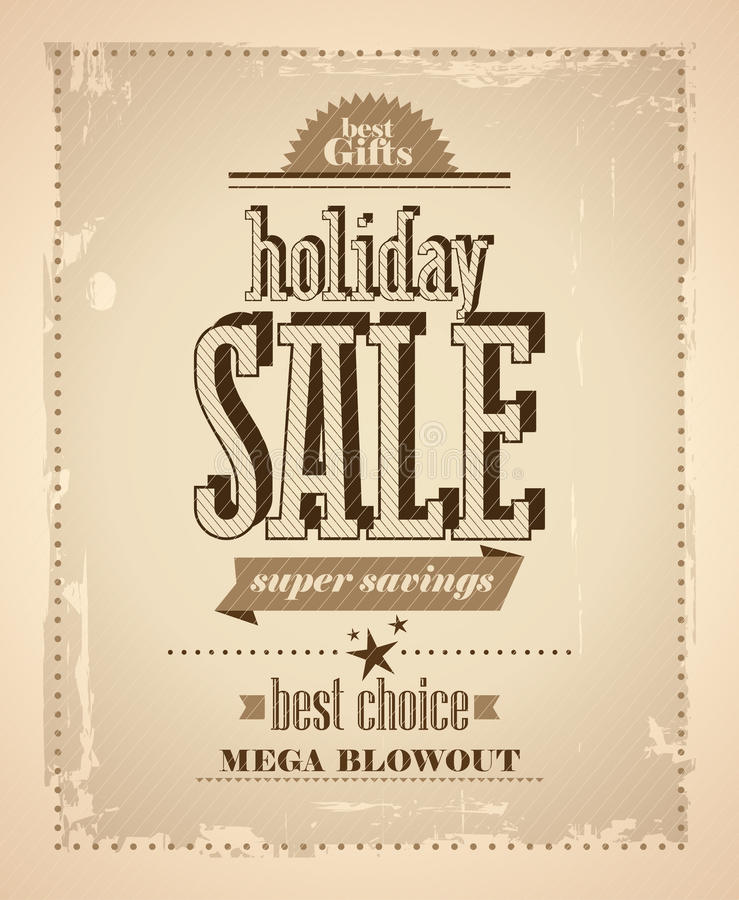 best
Gifts
holiday
SALE
super savings
best choice
MEGA BLOWOUT